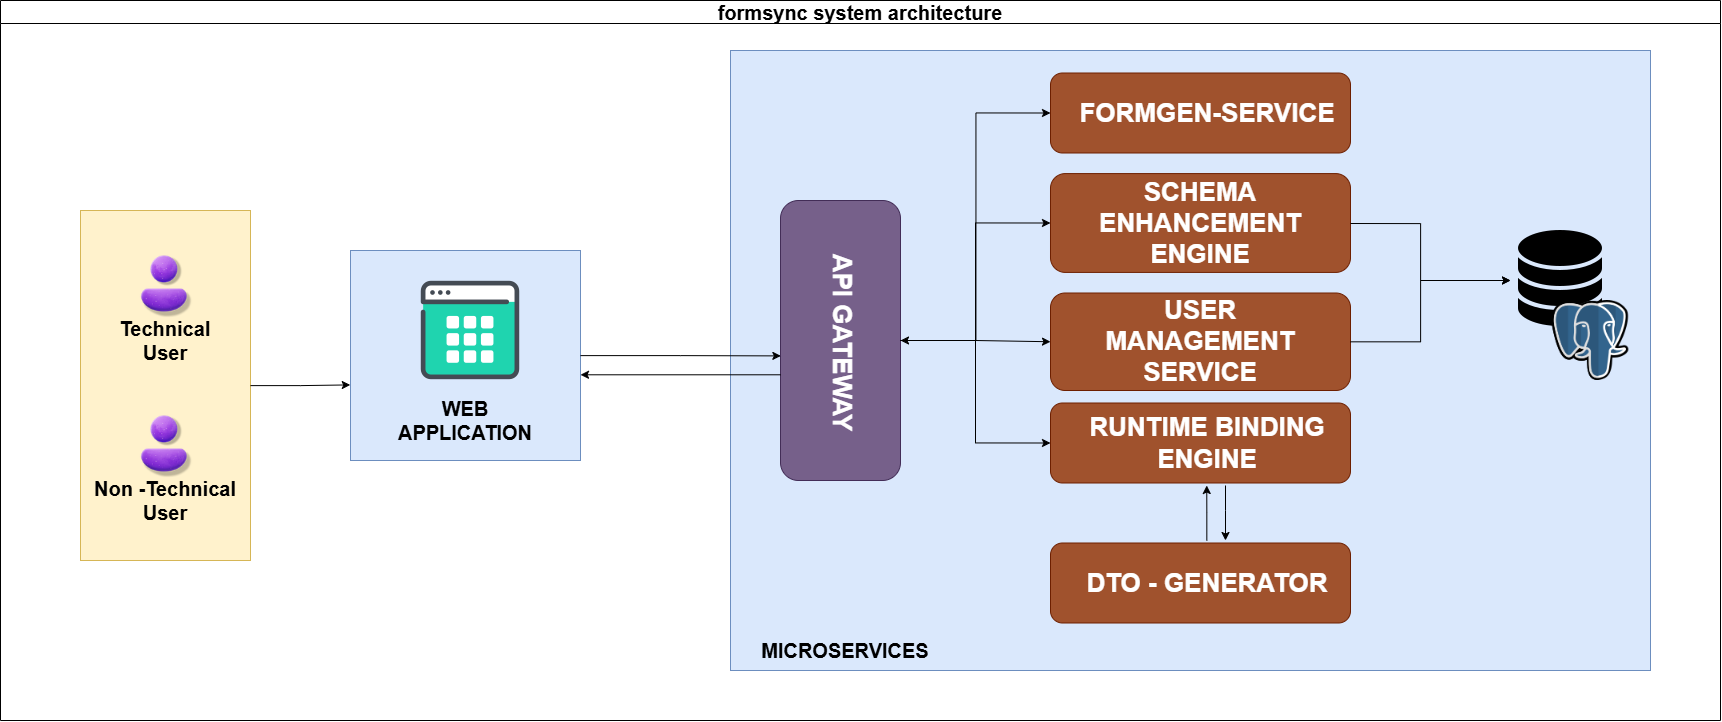 formsync system architecture
Technical
User
Non -Technical
User
WEB
APPLICATION
API GATEWAY
FORMGEN-SERVICE
SCHEMA
ENHANCEMENT
ENGINE
USER
MANAGEMENT
SERVICE
RUNTIME BINDING
ENGINE
DTO - GENERATOR
MICROSERVICES